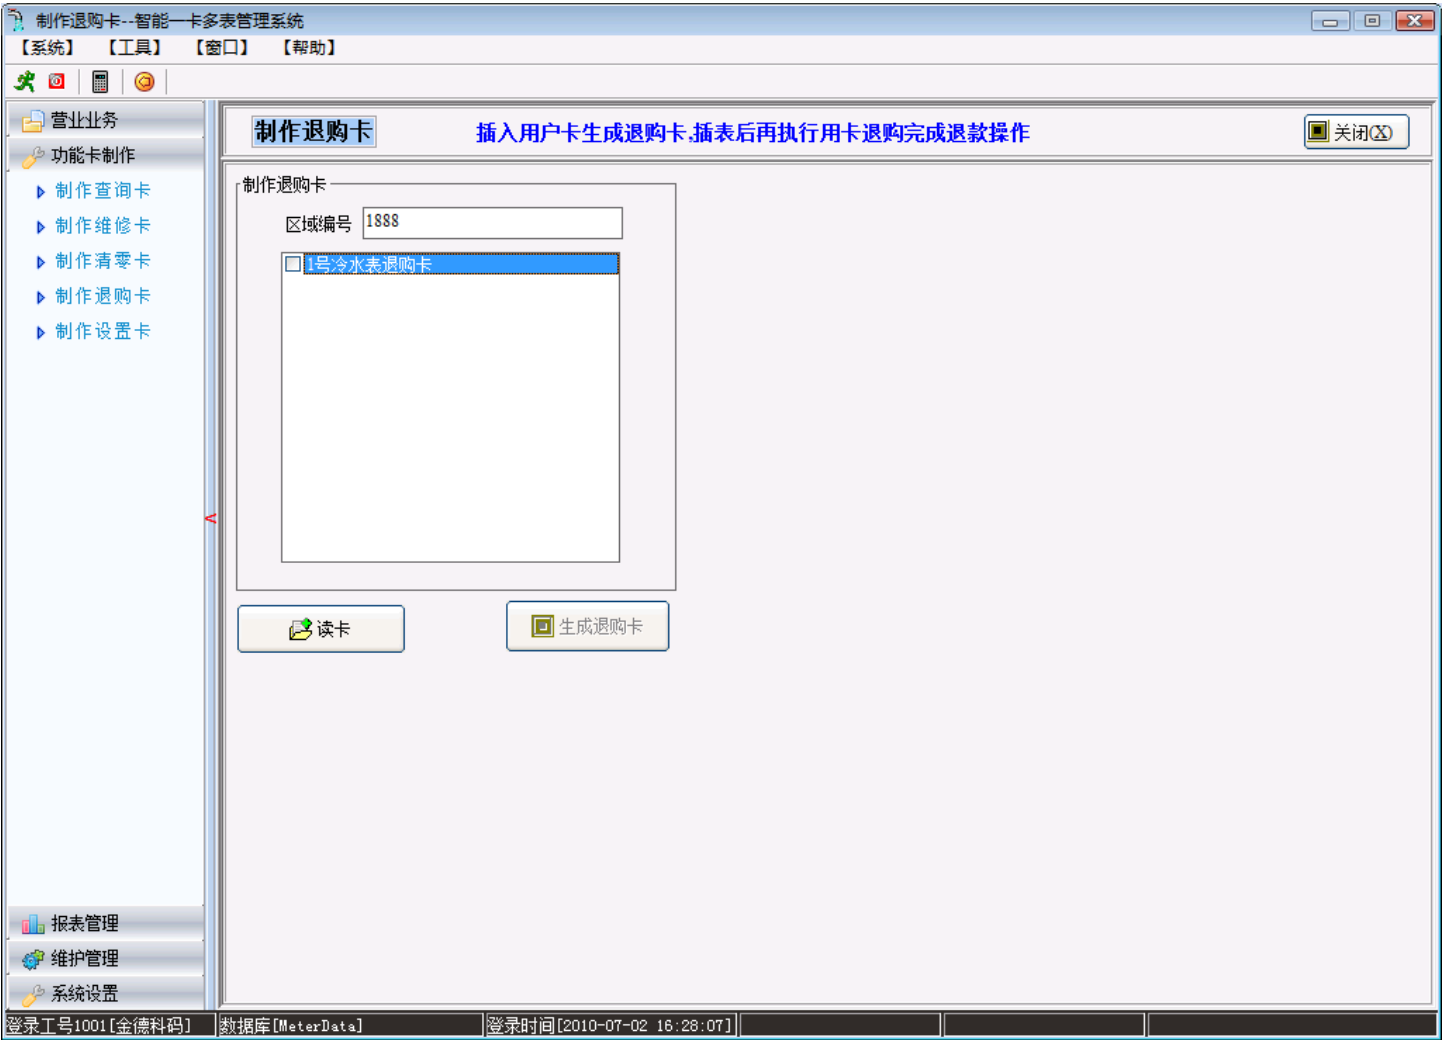 制作退购卡--智能一卡多表管理系统
【系统】 【工具】 【窗口】 【帮助】
营业业务
功能卡制作
制作查询卡
制作维修卡
制作清零卡
制作退购卡
制作设置卡
报表管理
维护管理
系统设置
制作退购卡 插入用户卡生成退购卡,插表后再执行用卡退购完成退款操作 关闭(X)
制作退购卡
区域编号 1888
1号冷水表退购卡
<
读卡 生成退购卡
登录工号1001[金德科码] 数据库[MeterData] 登录时间[2010-07-02 16:28:07]